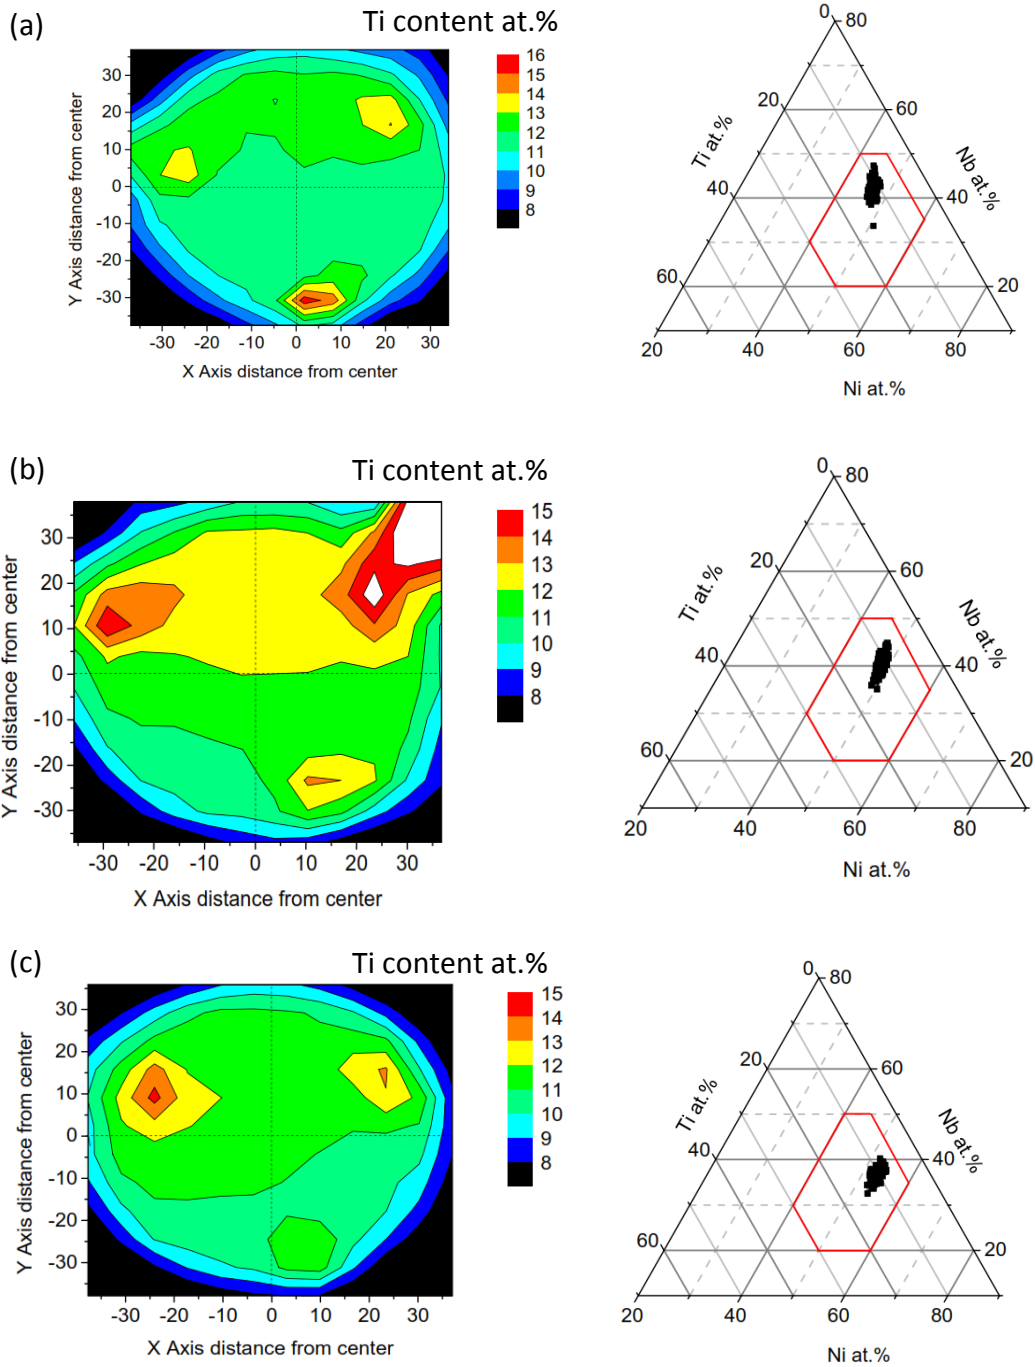 (a)
Ti content at.%
16
15
14
13
12
11
10
9
8
30
20
10
0
-10
-20
-30
Y Axis distance from center
-30 -20 -10 0 10 20 30
X Axis distance from center
0 80
20 60
Ti at.%
Nb at.%
40 40
60 20
20 40 60 80
Ni at.%
(b)
Ti content at.%
15
14
13
12
11
10
9
8
30
20
10
0
-10
-20
-30
Y Axis distance from center
-30 -20 -10 0 10 20 30
X Axis distance from center
0 80
20 60
Ti at.%
Nb at.%
40 40
60 20
20 40 60 80
Ni at.%
(c)
Ti content at.%
15
14
13
12
11
10
9
8
30
20
10
0
-10
-20
-30
Y Axis distance from center
-30 -20 -10 0 10 20 30
X Axis distance from center
0 80
20 60
Ti at.%
Nb at.%
40 40
60 20
20 40 60 80
Ni at.%